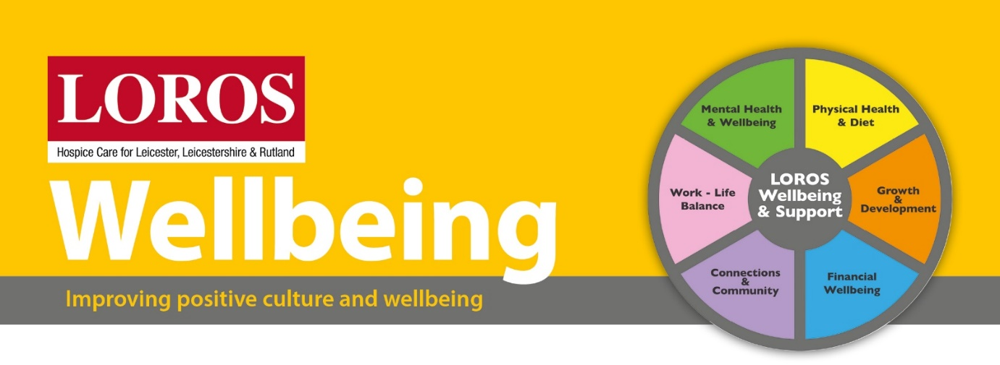 LOROS
Hospice Care for Leicester, Leicestershire & Rutland
Wellbeing
Improving positive culture and wellbeing
Mental Health
& Wellbeing
Physical Health
& Diet
Growth
&
Development
Financial
Wellbeing
Connections
&
Community
Work - Life
Balance
LOROS
Wellbeing
& Support